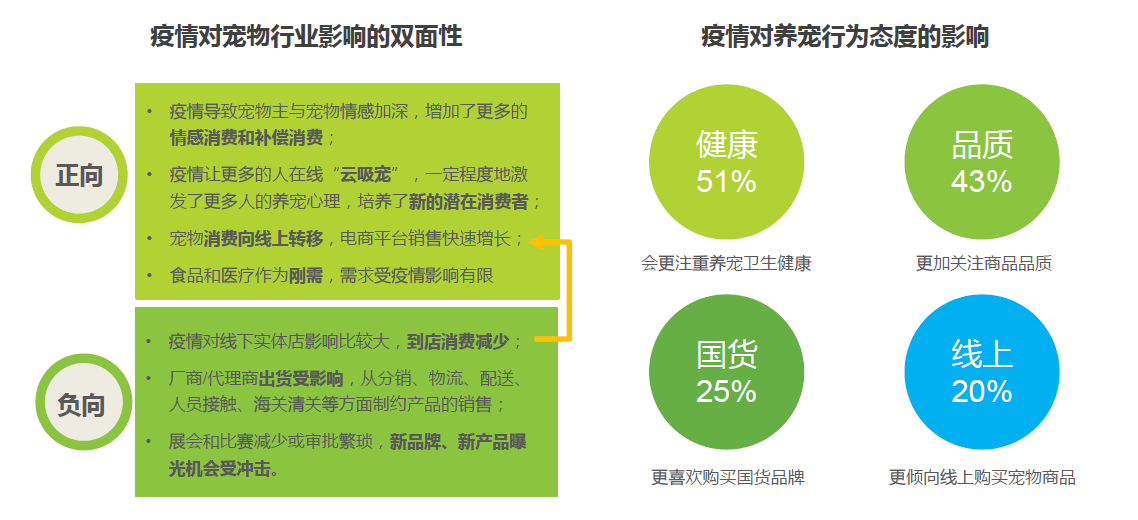 疫情对宠物行业影响的双面性
正向
• 疫情导致宠物主与宠物情感加深，增加了更多的
情感消费和补偿消费；
• 疫情让更多的人在线“云吸宠”，一定程度地激
发了更多人的养宠心理，培养了新的潜在消费者；
• 宠物消费向线上转移，电商平台销售快速增长；
• 食品和医疗作为刚需，需求受疫情影响有限
负向
• 疫情对线下实体店影响比较大，到店消费减少；
• 厂商/代理商出货受影响，从分销、物流、配送、
人员接触、海关清关等方面制约产品的销售；
• 展会和比赛减少或审批繁琐，新品牌、新产品曝
光机会受冲击。
疫情对养宠行为态度的影响
健康
51%
会更注重养宠卫生健康
品质
43%
更加关注商品品质
国货
25%
更喜欢购买国货品牌
线上
20%
更倾向线上购买宠物商品